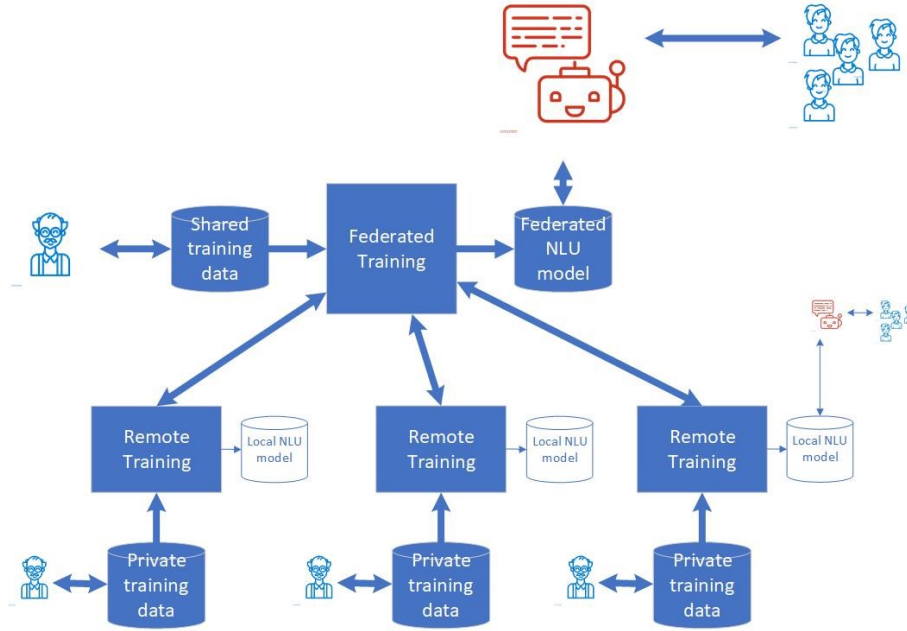 Shared
training
data
Federated
Training
Federated
NLU
model
Remote
Training
Local NLU
model
Remote
Training
Local NLU
model
Remote
Training
Local NLU
model
Private
training
data
Private
training
data
Private
training
data